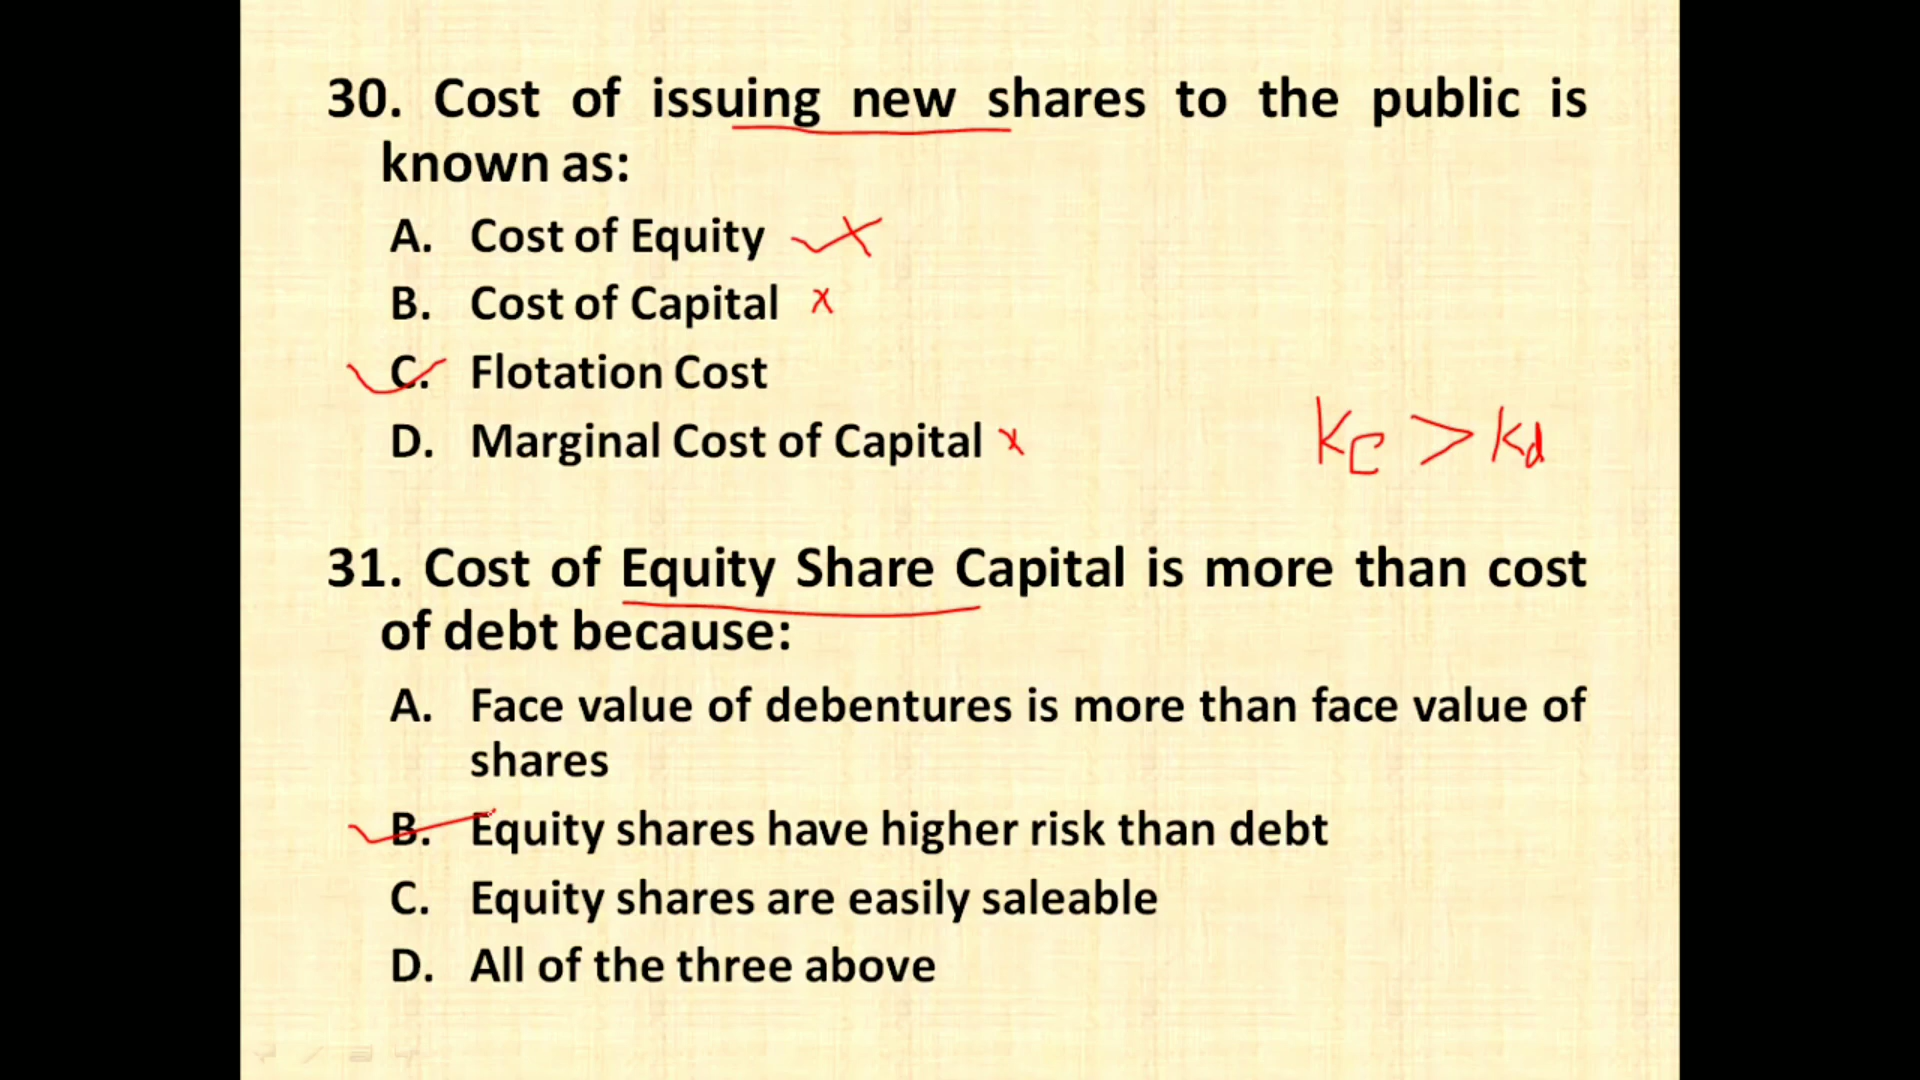 30. Cost of issuing new shares to the public is
known as:
A. Cost of Equity
B. Cost of Capital
C. Flotation Cost
D. Marginal Cost of Capital
Ke > Kd
31. Cost of Equity Share Capital is more than cost
of debt because:
A. Face value of debentures is more than face value of
shares
B. Equity shares have higher risk than debt
C. Equity shares are easily saleable
D. All of the three above